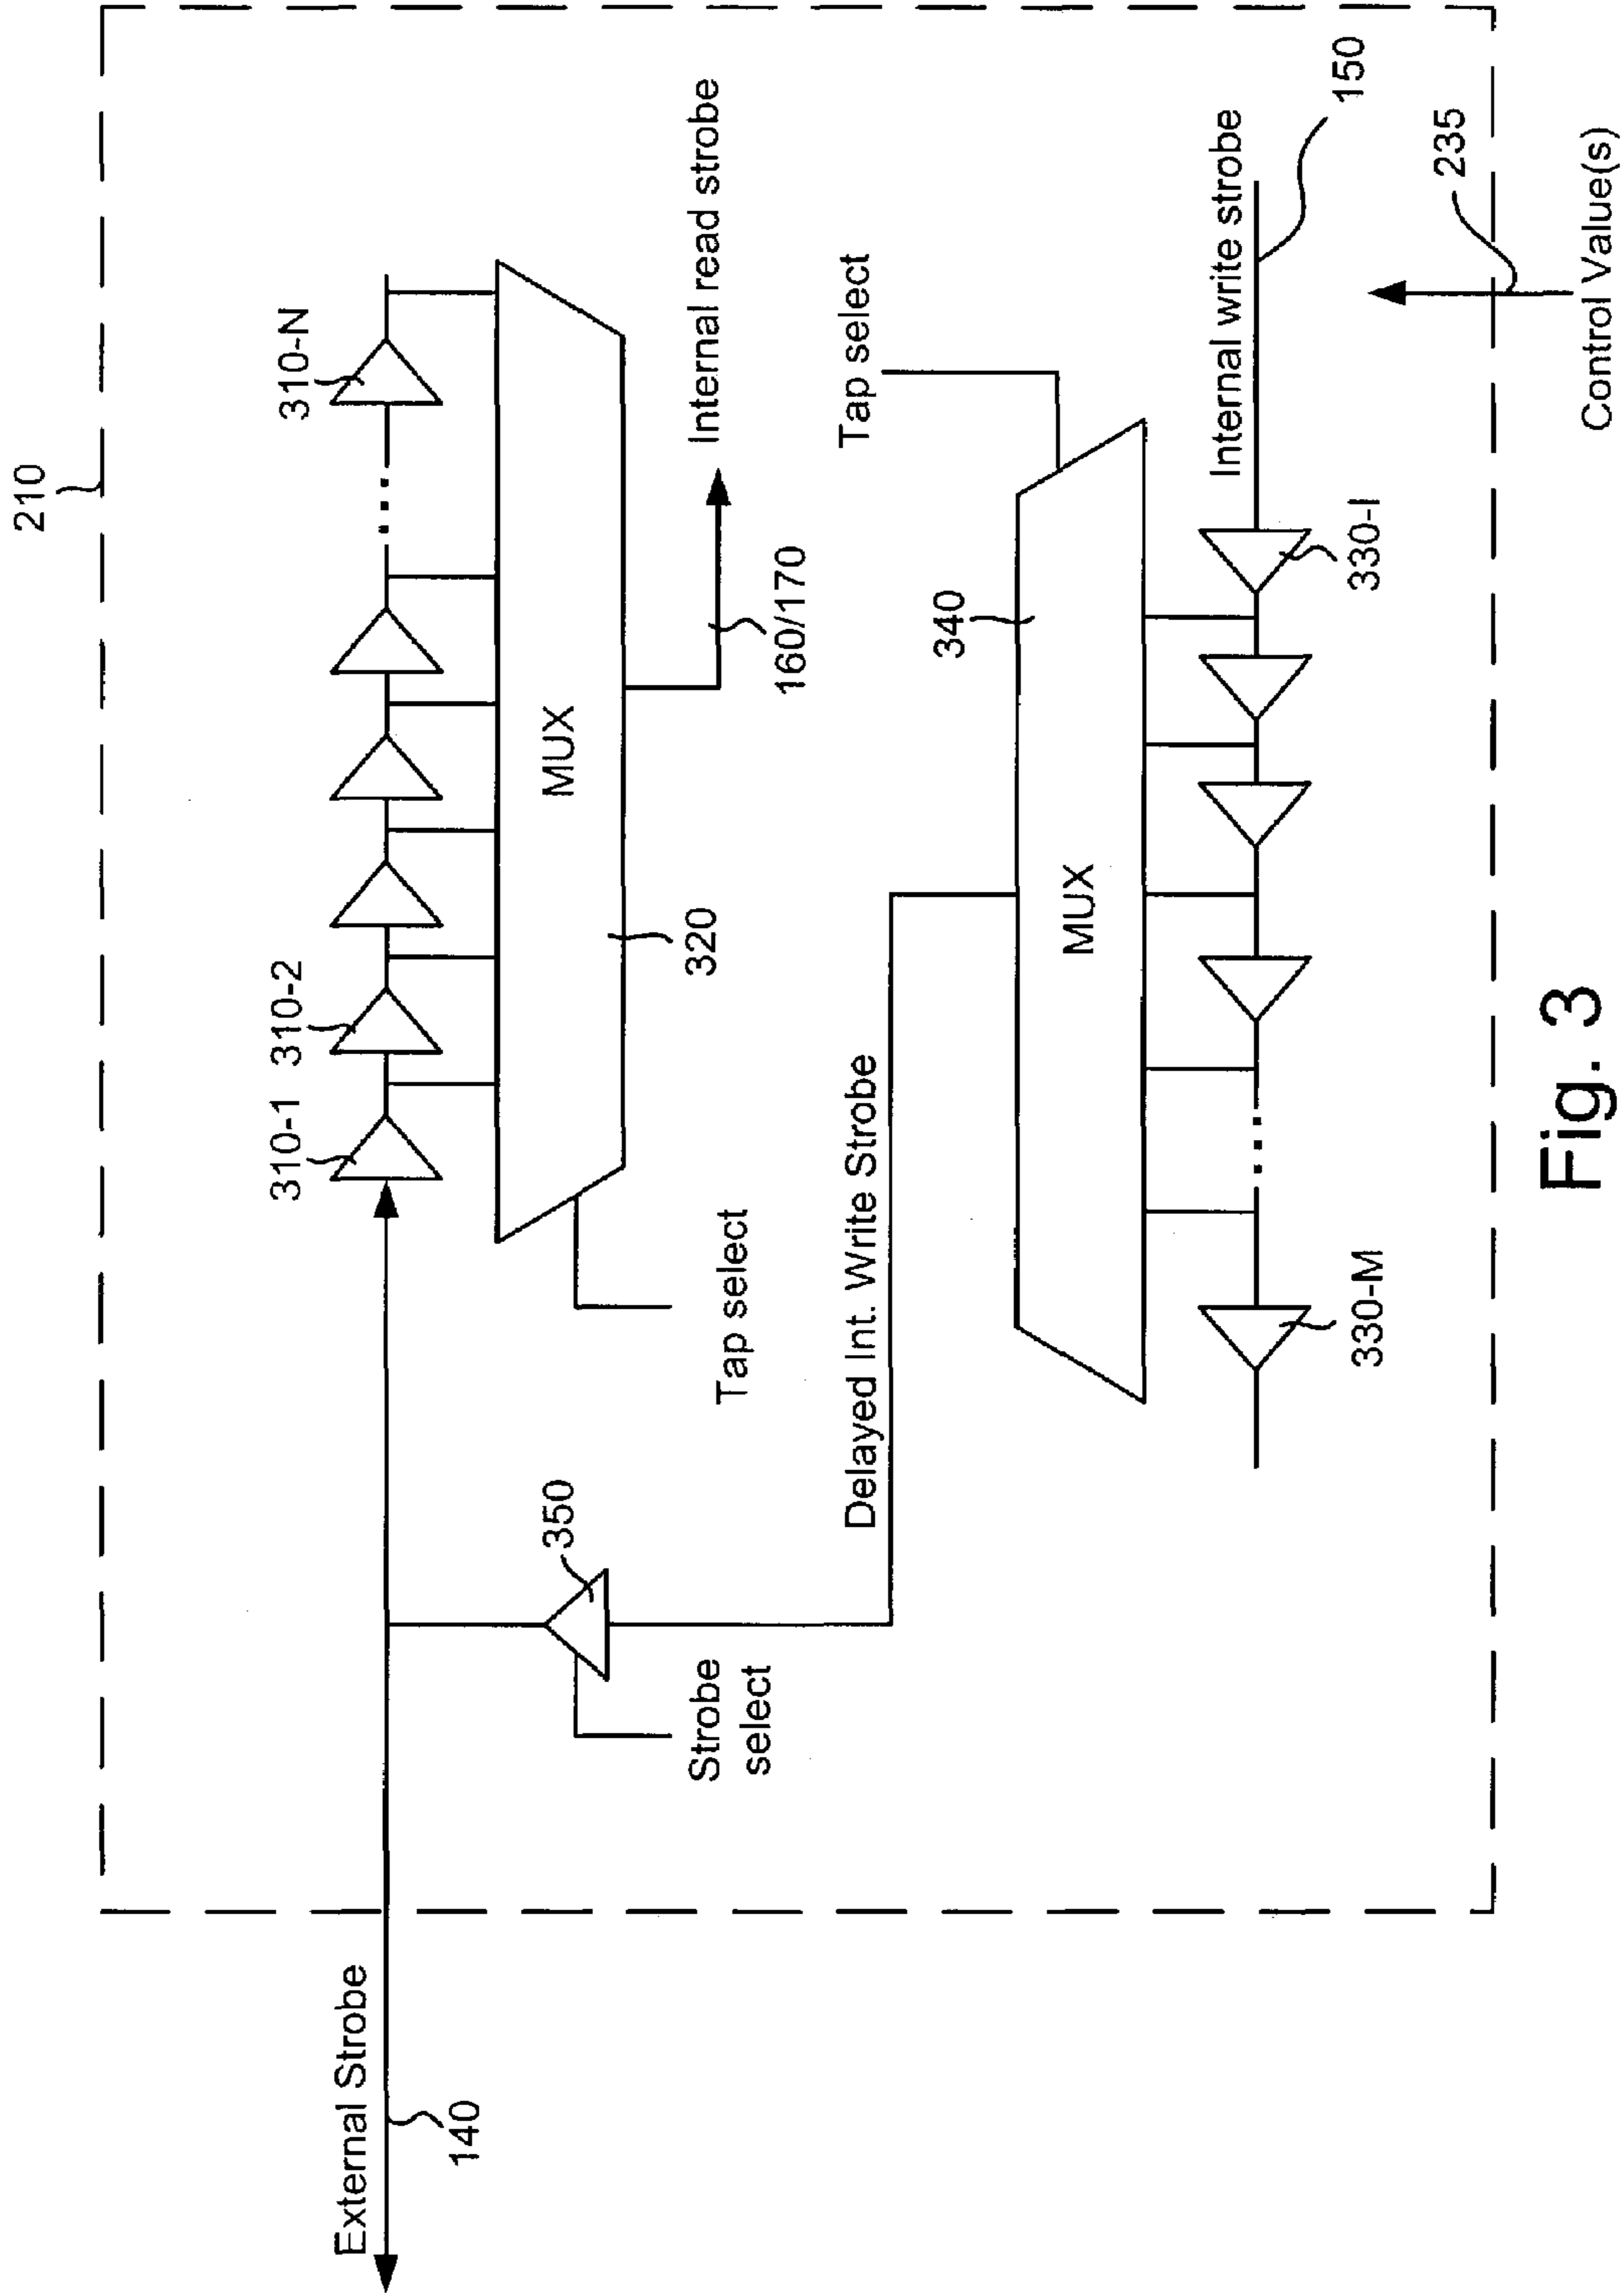 210
External Strobe
140
310-1
310-2
310-N
MUX
320
Tap select
160/170
Internal read strobe
350
Strobe
select
Delayed Int. Write Strobe
340
Tap select
MUX
Internal write strobe
150
330-I
330-M
235
Control Value(s)
Fig. 3